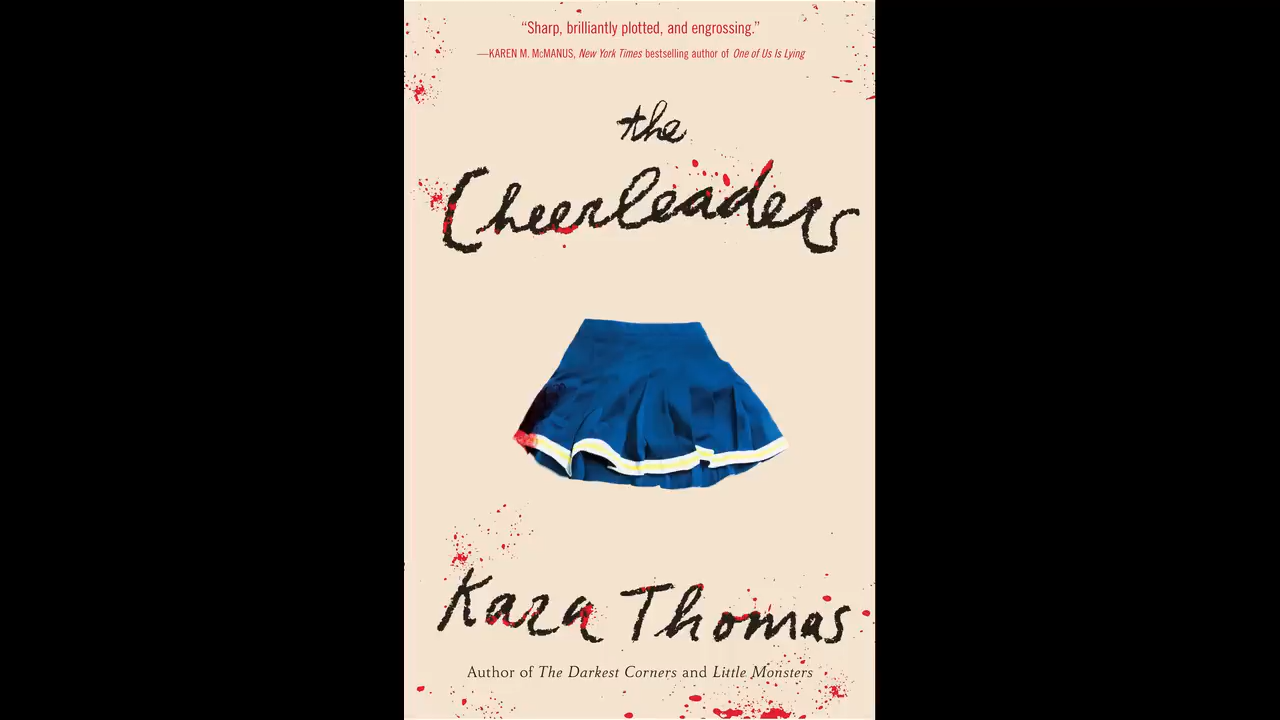 “Sharp, brilliantly plotted, and engrossing.”
—KAREN M. McMANUS, New York Times bestselling author of One of Us Is Lying
the
Cheerleaders
Kara Thomas
Author of The Darkest Corners and Little Monsters